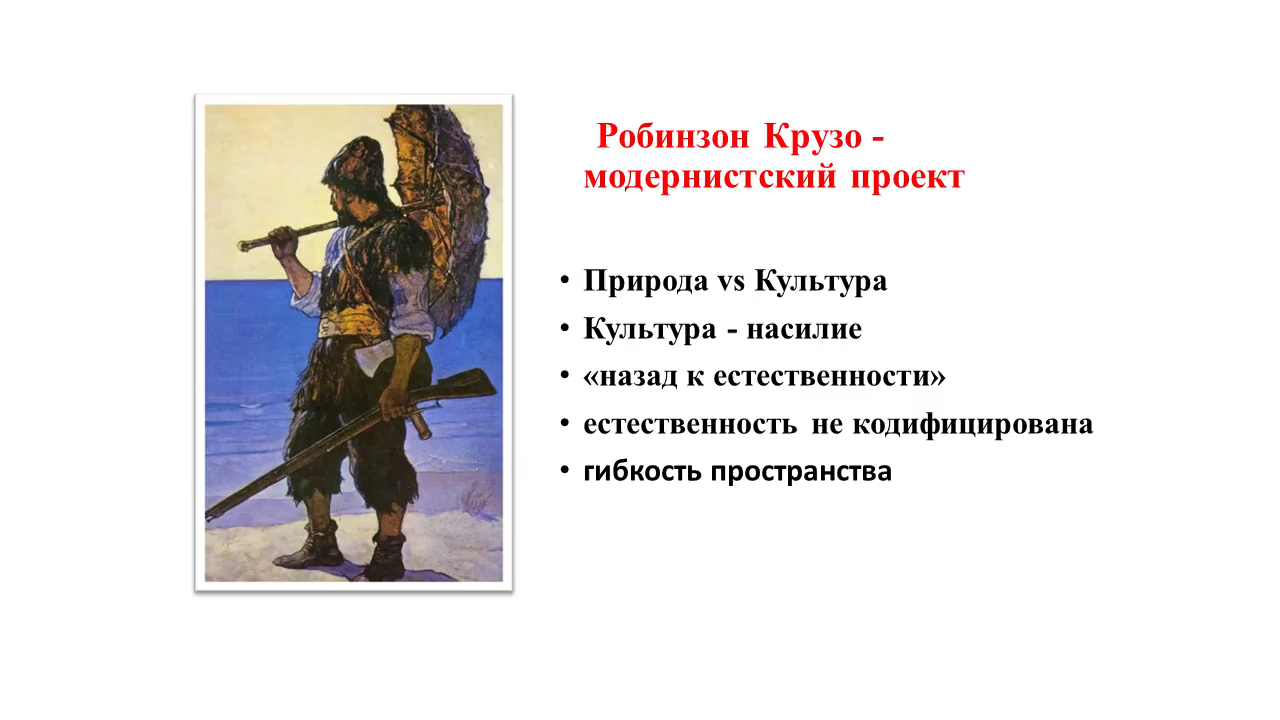 Робинзон Крузо -
модернистский проект
• Природа vs Культура
• Культура - насилие
• «назад к естественности»
• естественность не кодифицирована
• гибкость пространства